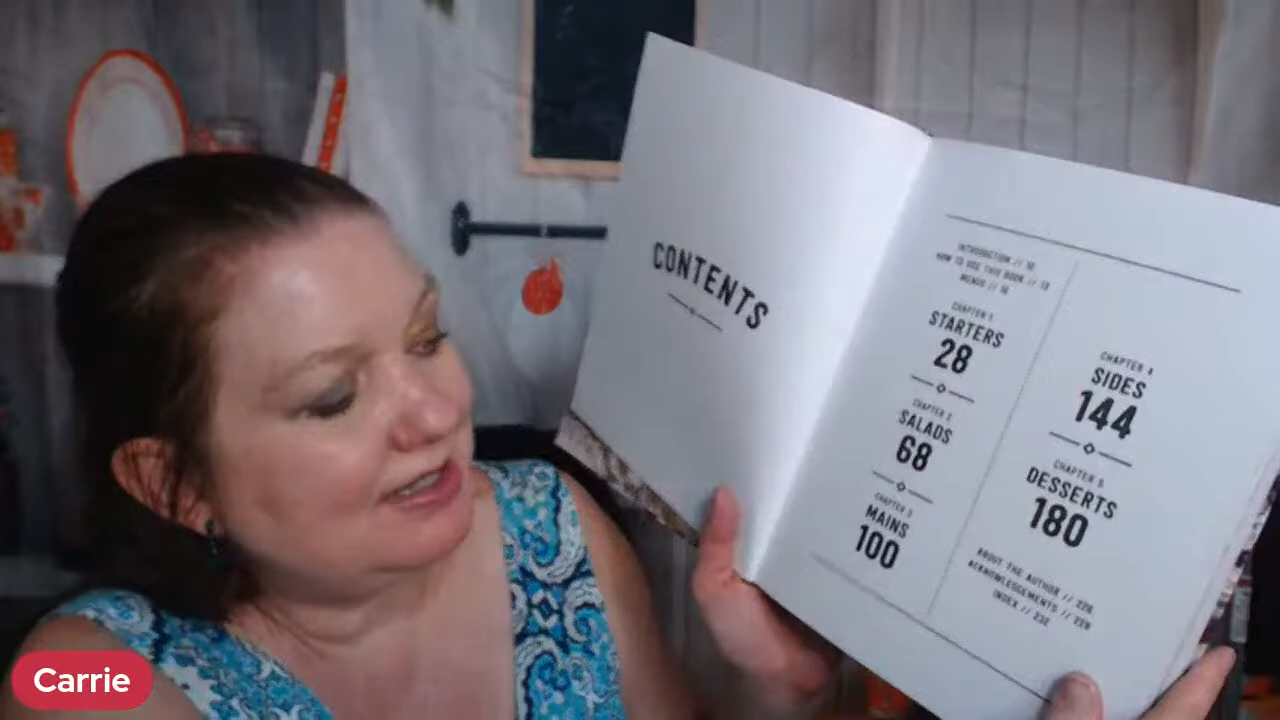 CONTENTS
INTRODUCTION // 10
HOW TO USE THIS BOOK // 13
MENUS // 16
CHAPTER 1
STARTERS
28
CHAPTER 2
SALADS
68
CHAPTER 3
MAINS
100
CHAPTER 4
SIDES
144
CHAPTER 5
DESSERTS
180
ABOUT THE AUTHOR // 228
ACKNOWLEDGEMENTS // 229
INDEX // 232
Carrie